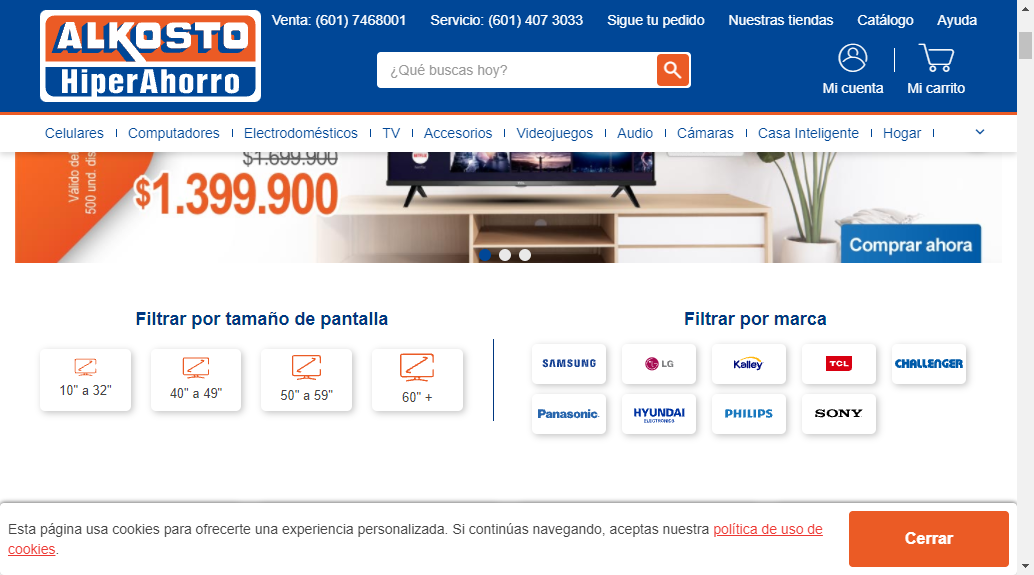 ALKOSTO
HiperAhorro
Venta: (601) 7468001
Servicio: (601) 407 3033
Sigue tu pedido
Nuestras tiendas
Catálogo
Ayuda
¿Qué buscas hoy?
Mi cuenta
Mi carrito
Celulares
Computadores
Electrodomésticos
TV
Accesorios
Videojuegos
Audio
Cámaras
Casa Inteligente
Hogar
Válido del
500 und. dis
$1.699.900
$1.399.900
Comprar ahora
Filtrar por tamaño de pantalla
10" a 32"
40" a 49"
50" a 59"
60" +
Filtrar por marca
SAMSUNG
LG
Kalley
TCL
CHALLENGER
Panasonic
HYUNDAI
ELECTRONICS
PHILIPS
SONY
Esta página usa cookies para ofrecerte una experiencia personalizada. Si continúas navegando, aceptas nuestra política de uso de
cookies.
Cerrar